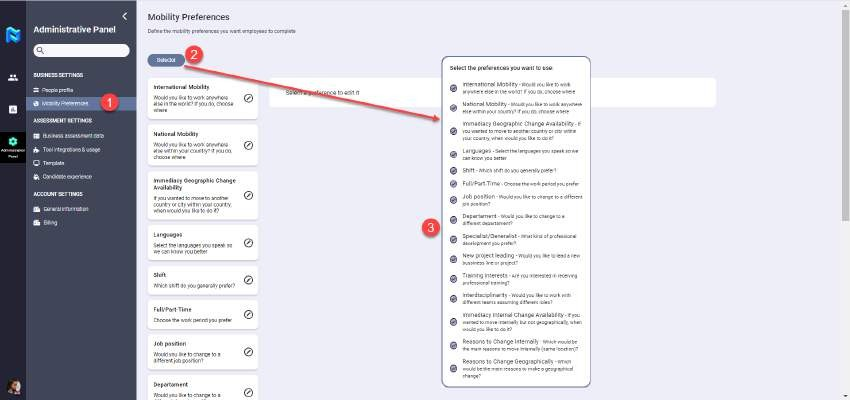 Administrative Panel
BUSINESS SETTINGS
People profile
Mobility Preferences
1
ASSESSMENT SETTINGS
Business assessment data
Tool integrations & usage
Template
Candidate experience
ACCOUNT SETTINGS
General information
Billing
Administrative
Panel
Mobility Preferences
Define the mobility preferences you want employees to complete
Selector
2
International Mobility
Would you like to work anywhere
else in the world? If you do, choose
where
National Mobility
Would you like to work anywhere
else within your country? If you do,
choose where
Immediacy Geographic Change
Availability
If you wanted to move to another
country or city within your country,
when would you like to do it?
Languages
Select the languages you speak so
we can know you better
Shift
Which shift do you generally prefer?
Full/Part-Time
Choose the work period you prefer
Job position
Would you like to change to a
different job position?
Departament
Would you like to change to a
different departement?
Select a preference to edit it
3
Select the preferences you want to use:
International Mobility - Would you like to work
anywhere else in the world? If you do, choose where
National Mobility - Would you like to work anywhere
else within your country? If you do, choose where
Immediacy Geographic Change Availability - If
you wanted to move to another country or city within
your country, when would you like to do it?
Languages - Select the languages you speak so we
can know you better
Shift - Which shift do you generally prefer?
Full/Part-Time - Choose the work period you prefer
Job position - Would you like to change to a different
job position?
Departament - Would you like to change to a
different departement?
Specialist/Generalist - What kind of professional
development you prefer?
New project leading - Would you like to lead a new
bussiness line or project?
Training interests - Are you interested in receiving
professional training?
Interdisciplinarity - Would you like to work with
different teams assuming different roles?
Immediacy Internal Change Availability - If you
wanted to move internally but not geographically, when
would you like to do it?
Reasons to Change Internally - Which would be
the main reasons to move internally (same location)?
Reasons to Change Geographically - Which
would be the main reasons to make a geographical
change?